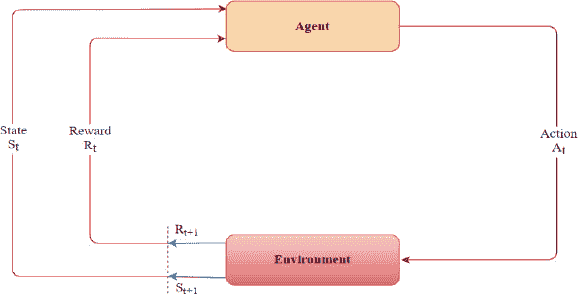 Agent
State
Sₜ
Reward
Rₜ
Action
Aₜ
Rₜ₊₁
Environment
Sₜ₊₁